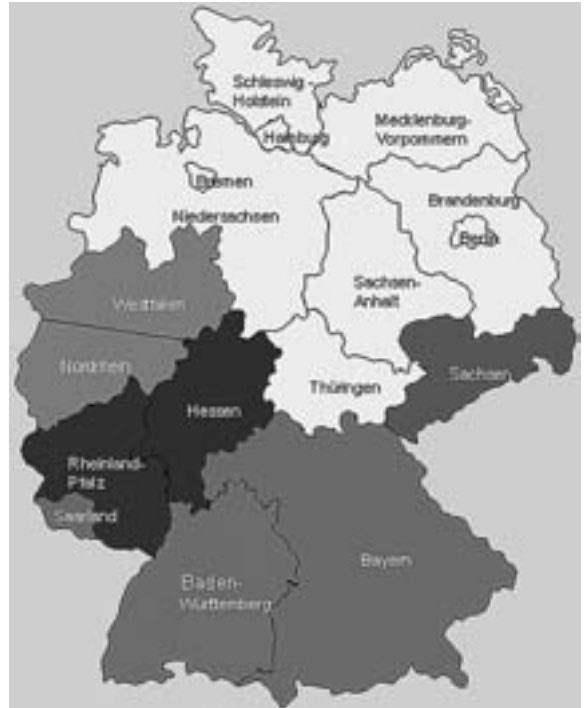 Schleswig -
Holstein
Hamburg
Mecklenburg-
Vorpommern
Bremen
Niedersachsen
Brandenburg
Berlin
Sachsen-
Anhalt
Westfalen
Nordrhein
Thüringen
Sachsen
Hessen
Rheinland-
Pfalz
Saarland
Baden-
Württemberg
Bayern